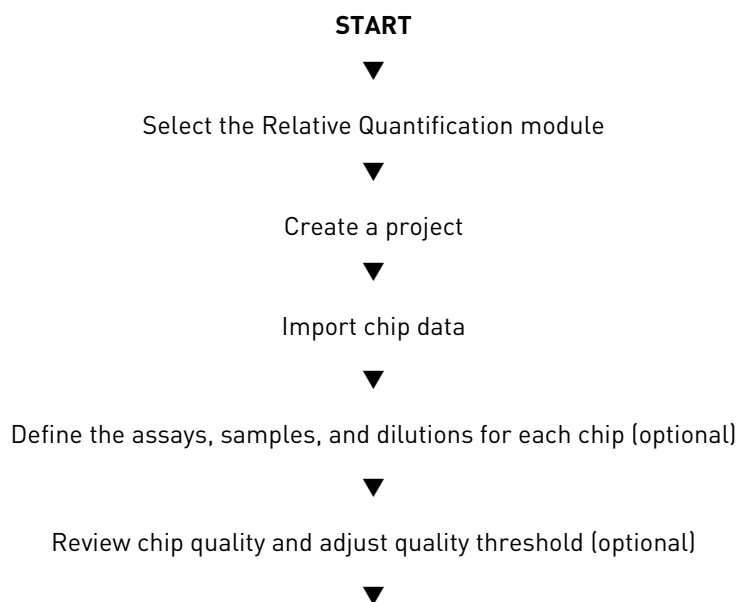 START
▼
Select the Relative Quantification module
▼
Create a project
▼
Import chip data
▼
Define the assays, samples, and dilutions for each chip (optional)
▼
Review chip quality and adjust quality threshold (optional)
▼